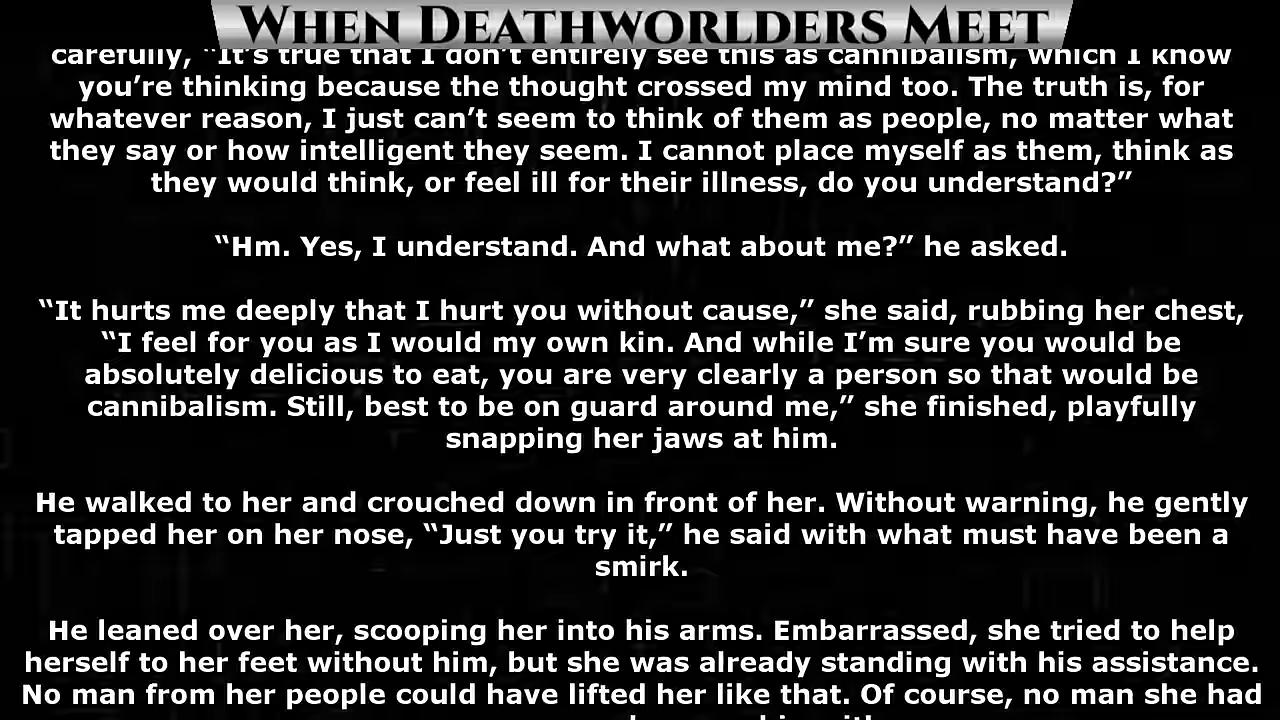 When Deathworlders Meet
carefully, “It’s true that I don’t entirely see this as cannibalism, which I know
you’re thinking because the thought crossed my mind too. The truth is, for
whatever reason, I just can’t seem to think of them as people, no matter what
they say or how intelligent they seem. I cannot place myself as them, think as
they would think, or feel ill for their illness, do you understand?”
“Hm. Yes, I understand. And what about me?” he asked.
“It hurts me deeply that I hurt you without cause,” she said, rubbing her chest,
“I feel for you as I would my own kin. And while I’m sure you would be
absolutely delicious to eat, you are very clearly a person so that would be
cannibalism. Still, best to be on guard around me,” she finished, playfully
snapping her jaws at him.
He walked to her and crouched down in front of her. Without warning, he gently
tapped her on her nose, “Just you try it,” he said with what must have been a
smirk.
He leaned over her, scooping her into his arms. Embarrassed, she tried to help
herself to her feet without him, but she was already standing with his assistance.
No man from her people could have lifted her like that. Of course, no man she had